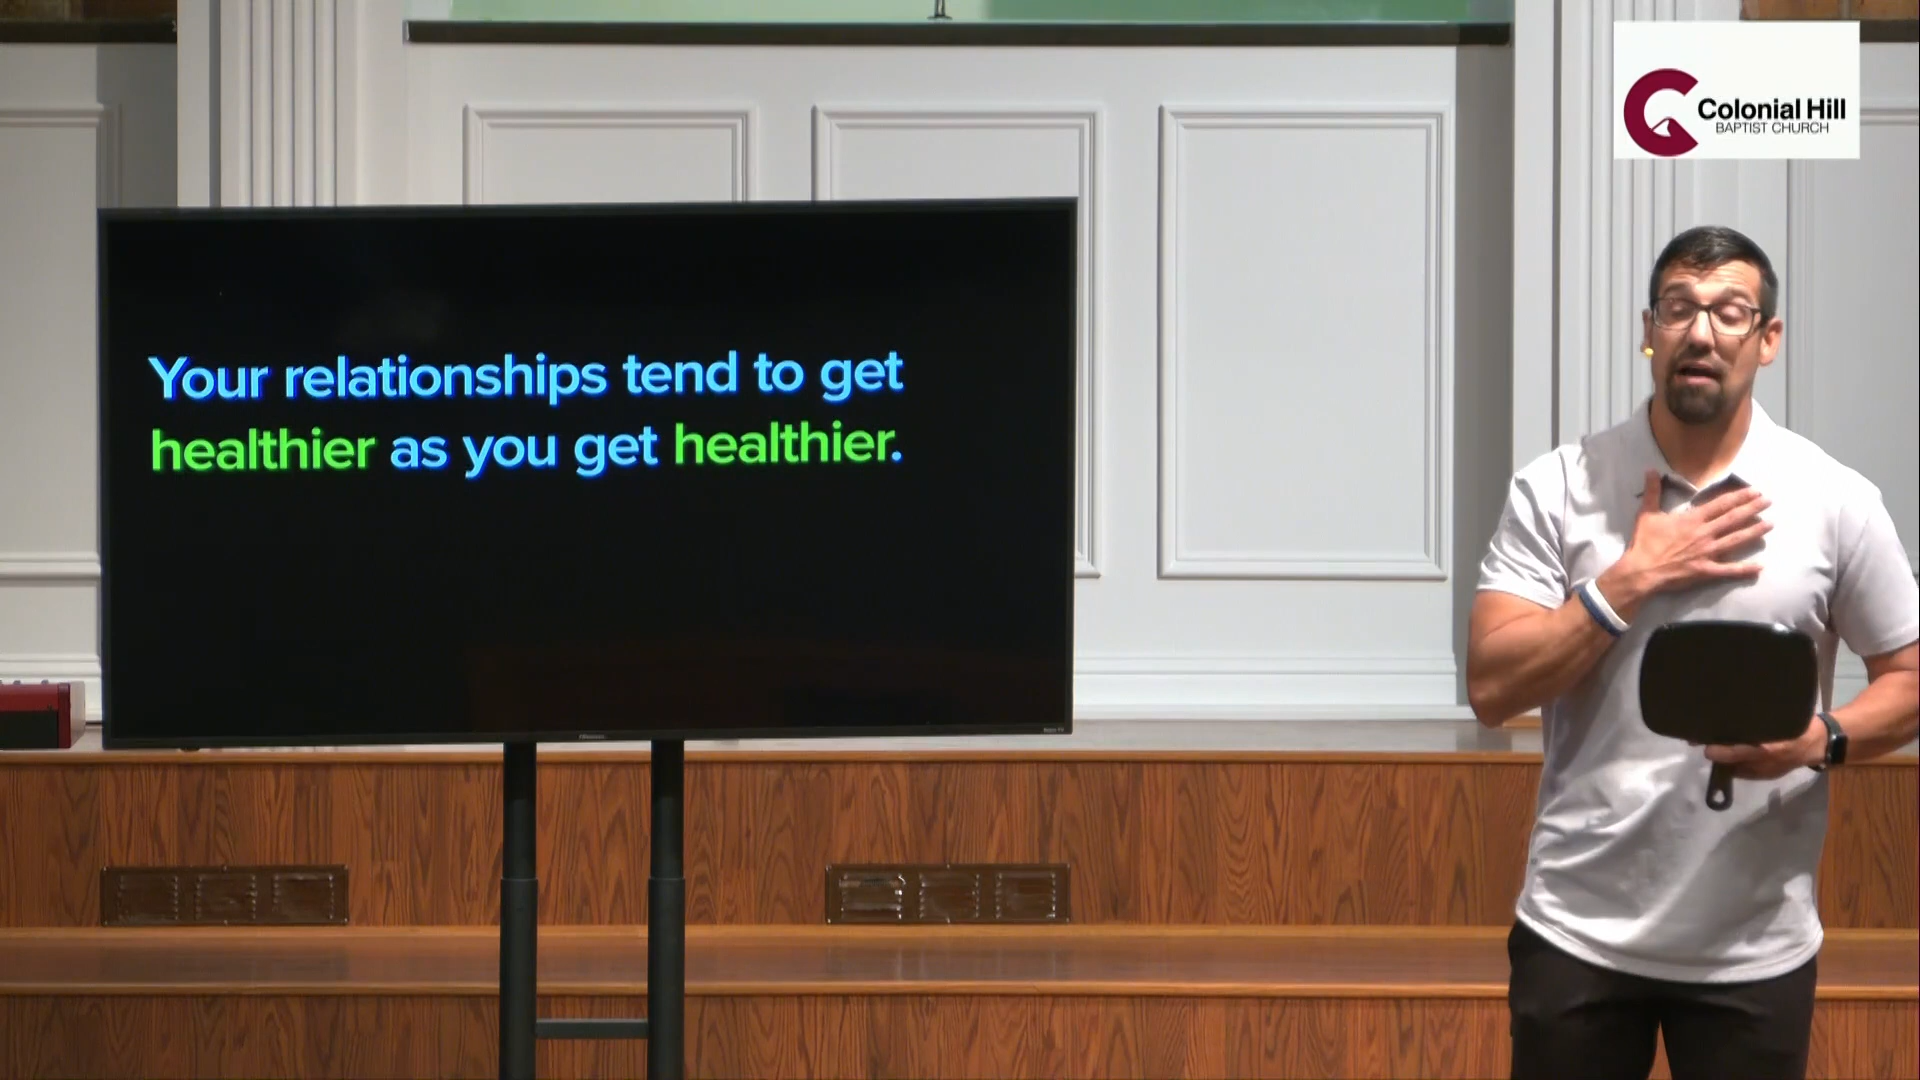 Colonial Hill
BAPTIST CHURCH
Your relationships tend to get
healthier as you get healthier.